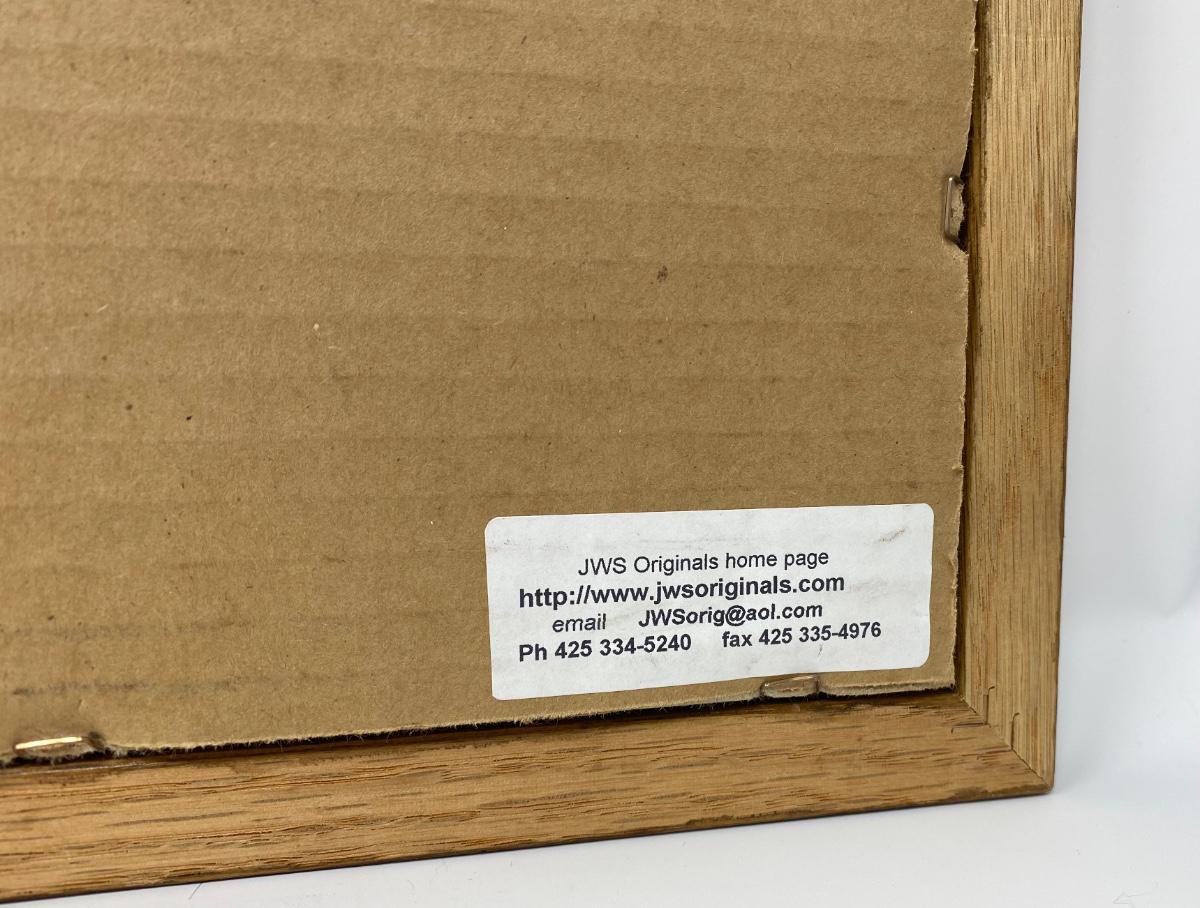 JWS Originals home page
http://www.jwsoriginals.com
email JWSorig@aol.com
Ph 425 334-5240 fax 425 335-4976